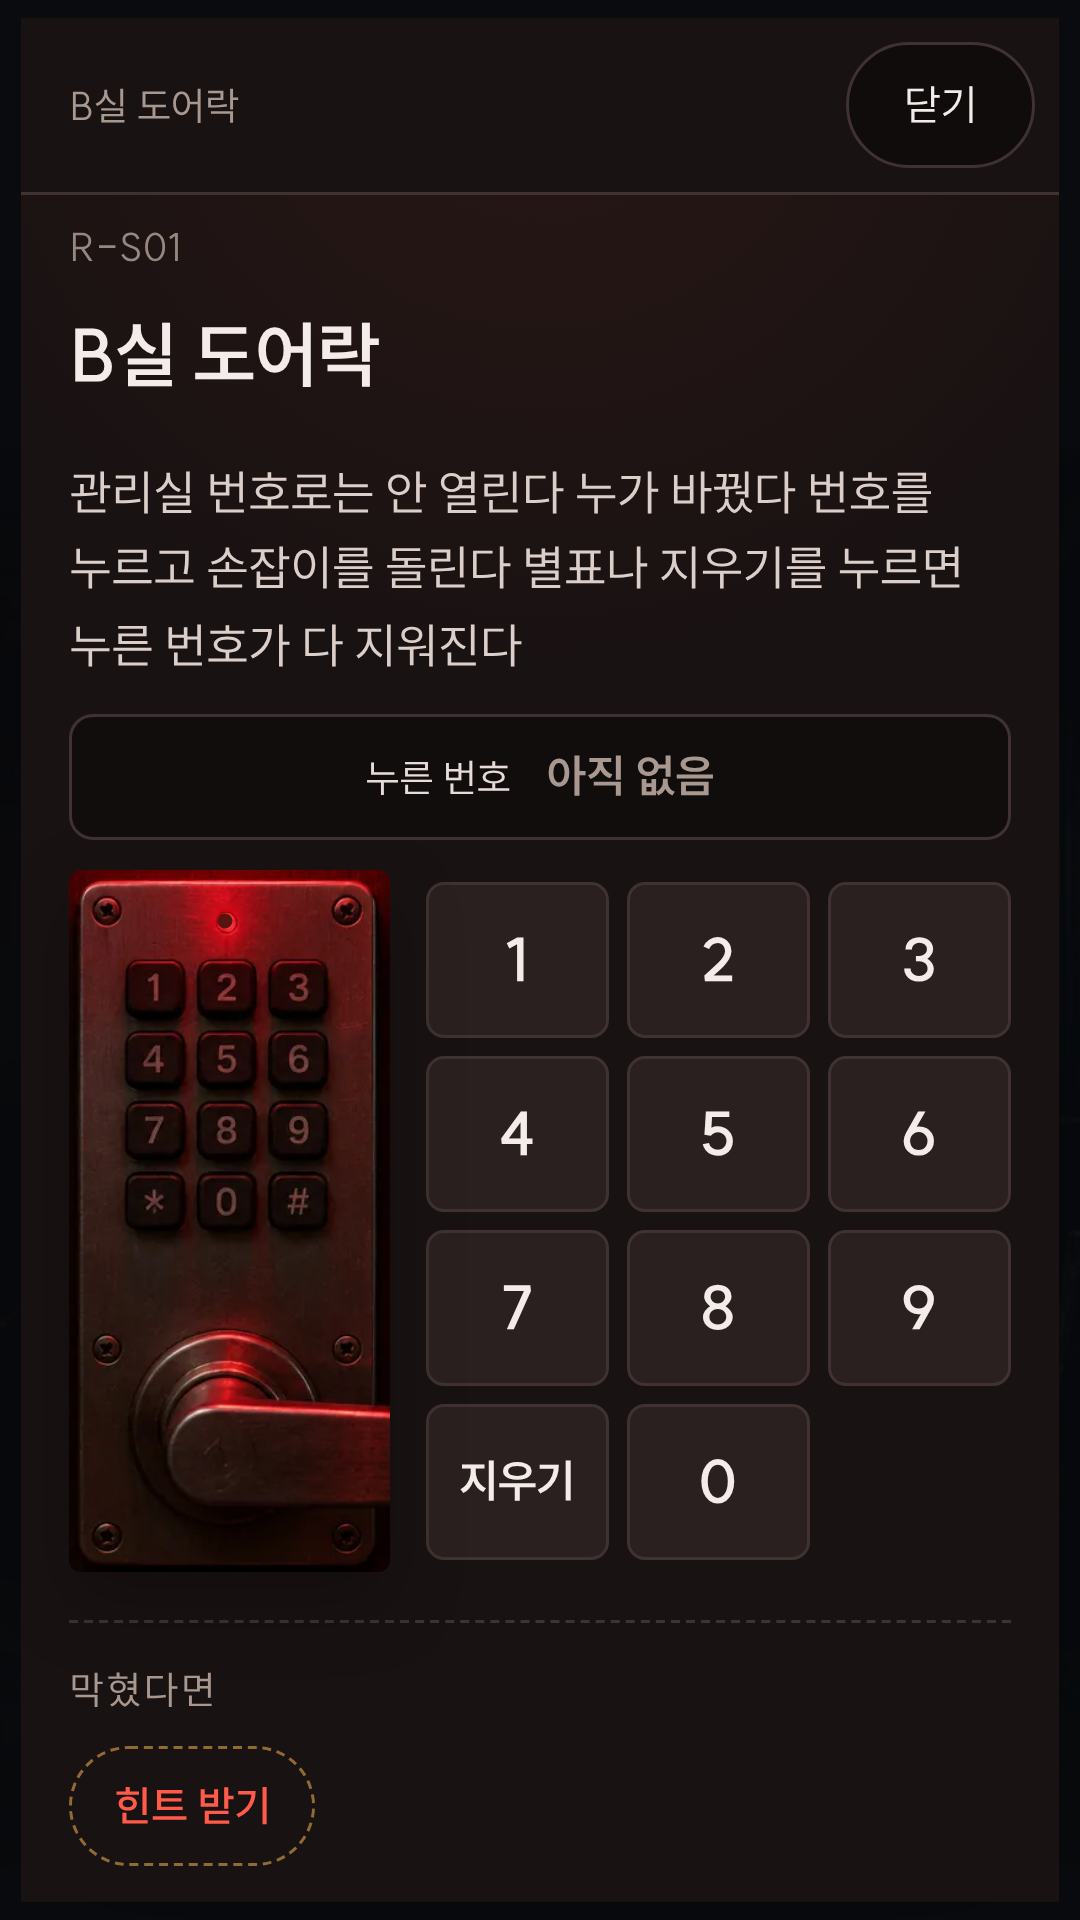 B실 도어락
닫기
R-S01
B실 도어락
관리실 번호로는 안 열린다 누가 바꿨다 번호를
누르고 손잡이를 돌린다 별표나 지우기를 누르면
누른 번호가 다 지워진다
누른 번호 아직 없음
1 2 3
4 5 6
7 8 9
* 0 #
1 2 3
4 5 6
7 8 9
지우기 0
막혔다면
힌트 받기